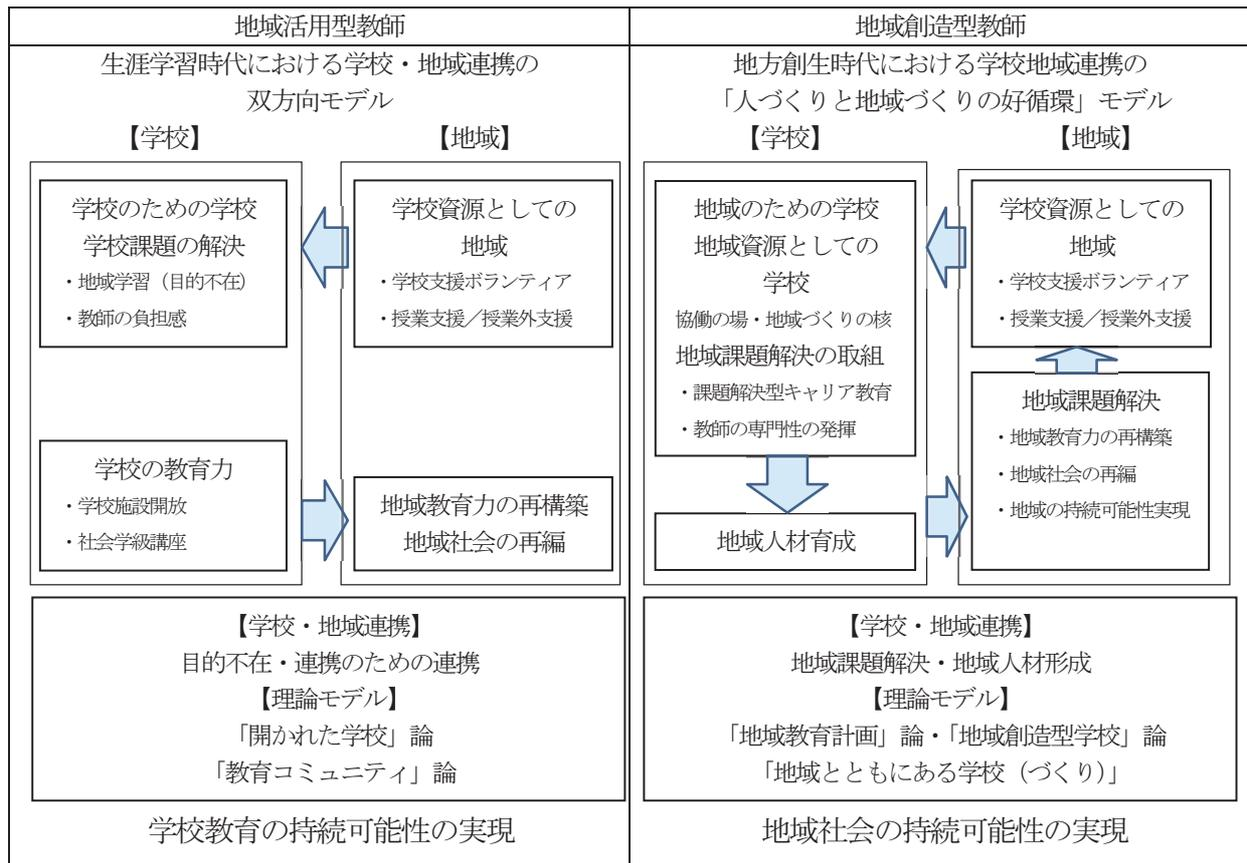 地域活用型教師
生涯学習時代における学校・地域連携の
双方向モデル
【学校】
【地域】
学校のための学校
学校課題の解決
・地域学習（目的不在）
・教師の負担感
学校資源としての
地域
・学校支援ボランティア
・授業支援／授業外支援
学校の教育力
・学校施設開放
・社会学級講座
地域教育力の再構築
地域社会の再編
【学校・地域連携】
目的不在・連携のための連携
【理論モデル】
「開かれた学校」論
「教育コミュニティ」論
学校教育の持続可能性の実現
地域創造型教師
地方創生時代における学校地域連携の
「人づくりと地域づくりの好循環」モデル
【学校】
【地域】
地域のための学校
地域資源としての
学校
協働の場・地域づくりの核
地域課題解決の取組
・課題解決型キャリア教育
・教師の専門性の発揮
地域人材育成
学校資源としての
地域
・学校支援ボランティア
・授業支援／授業外支援
地域課題解決
・地域教育力の再構築
・地域社会の再編
・地域の持続可能性実現
【学校・地域連携】
地域課題解決・地域人材形成
【理論モデル】
「地域教育計画」論・「地域創造型学校」論
「地域とともにある学校（づくり）」
地域社会の持続可能性の実現